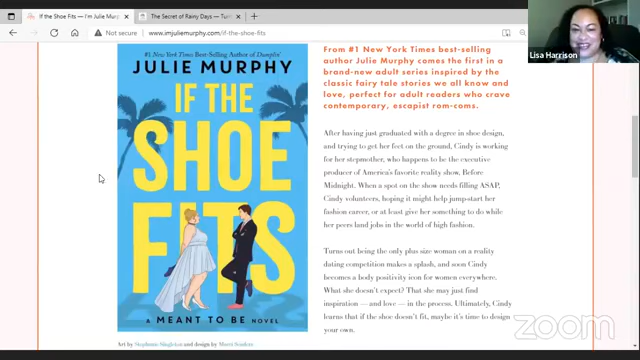 If the Shoe Fits — I'm Julie Murphy
The Secret of Rainy Days – Turn
Not secure
www.imjuliemurphy.com/if-the-shoe-fits
Lisa Harrison
#1 New York Times Best-Selling Author of Dumplin'
JULIE MURPHY
IF THE
SHOE
FITS
A MEANT TO BE NOVEL
Art by Stephanie Singleton and design by Marci Senders
From #1 New York Times best-selling
author Julie Murphy comes the first in a
brand-new adult series inspired by the
classic fairy tale stories we all know and
love, perfect for adult readers who crave
contemporary, escapist rom-coms.
After having just graduated with a degree in shoe design,
and trying to get her feet on the ground, Cindy is working
for her stepmother, who happens to be the executive
producer of America's favorite reality show, Before
Midnight. When a spot on the show needs filling ASAP,
Cindy volunteers, hoping it might help jump-start her
fashion career, or at least give her something to do while
her peers land jobs in the world of high fashion.
Turns out being the only plus size woman on a reality
dating competition makes a splash, and soon Cindy
becomes a body positivity icon for women everywhere.
What she doesn't expect? That she may just find
inspiration — and love — in the process. Ultimately, Cindy
learns that if the shoe doesn't fit, maybe it's time to design
your own.
zoom